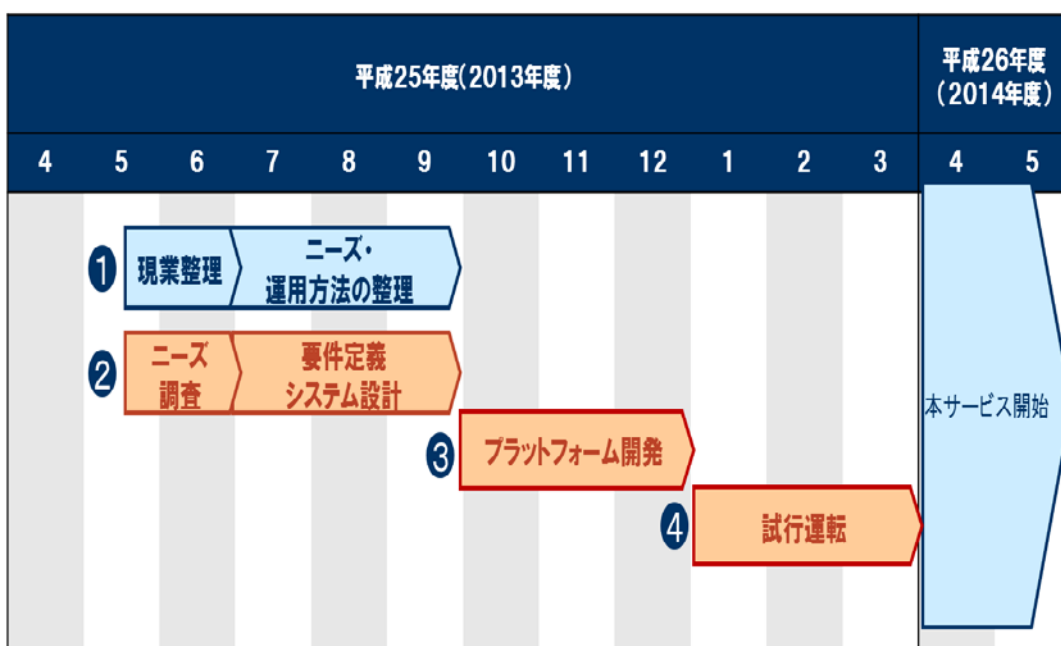 平成25年度(2013年度)
平成26年度
(2014年度)
4 5 6 7 8 9 10 11 12 1 2 3 4 5
1
現業整理
ニーズ・
運用方法の整理
2
ニーズ
調査
要件定義
システム設計
3
プラットフォーム開発
4
試行運転
本サービス開始